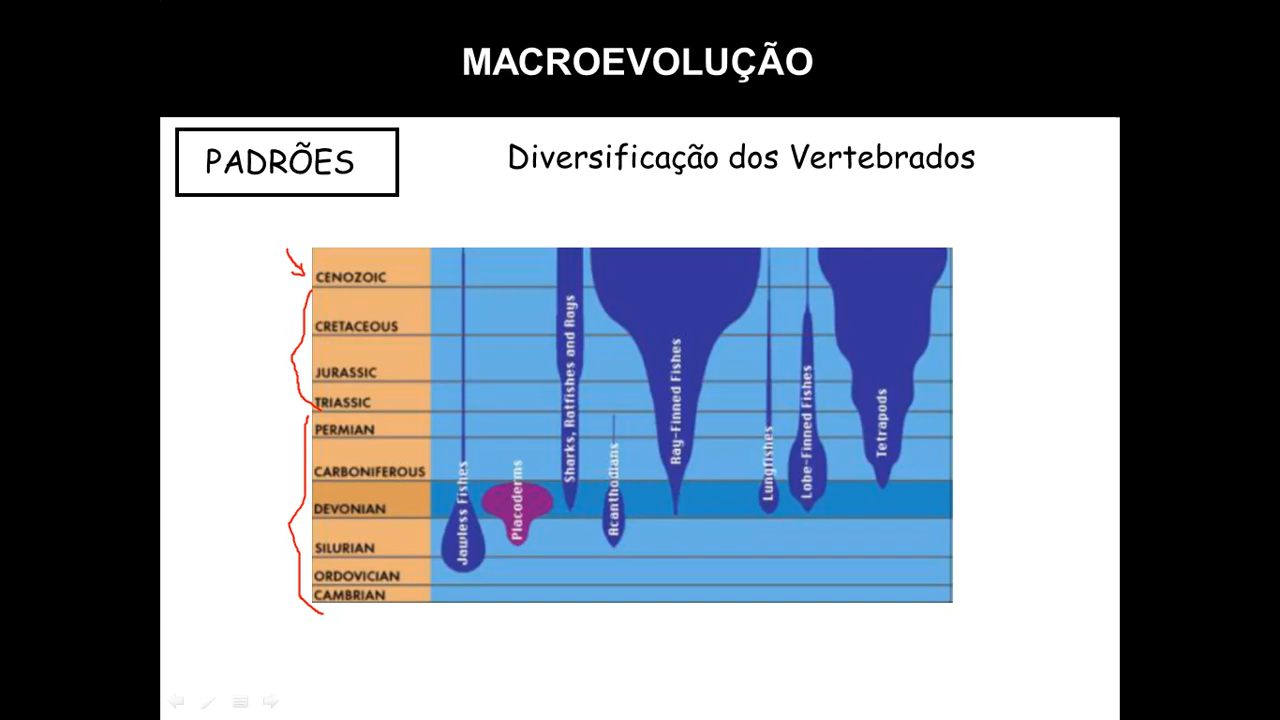 MACROEVOLUÇÃO
PADRÕES
Diversificação dos Vertebrados
CENOZOIC
CRETACEOUS
JURASSIC
TRIASSIC
PERMIAN
CARBONIFEROUS
DEVONIAN
SILURIAN
ORDOVICIAN
CAMBRIAN
Jawless Fishes
Placoderms
Sharks, Ratfishes and Rays
Acanthodians
Ray-Finned Fishes
Lungfishes
Lobe-Finned Fishes
Tetrapods